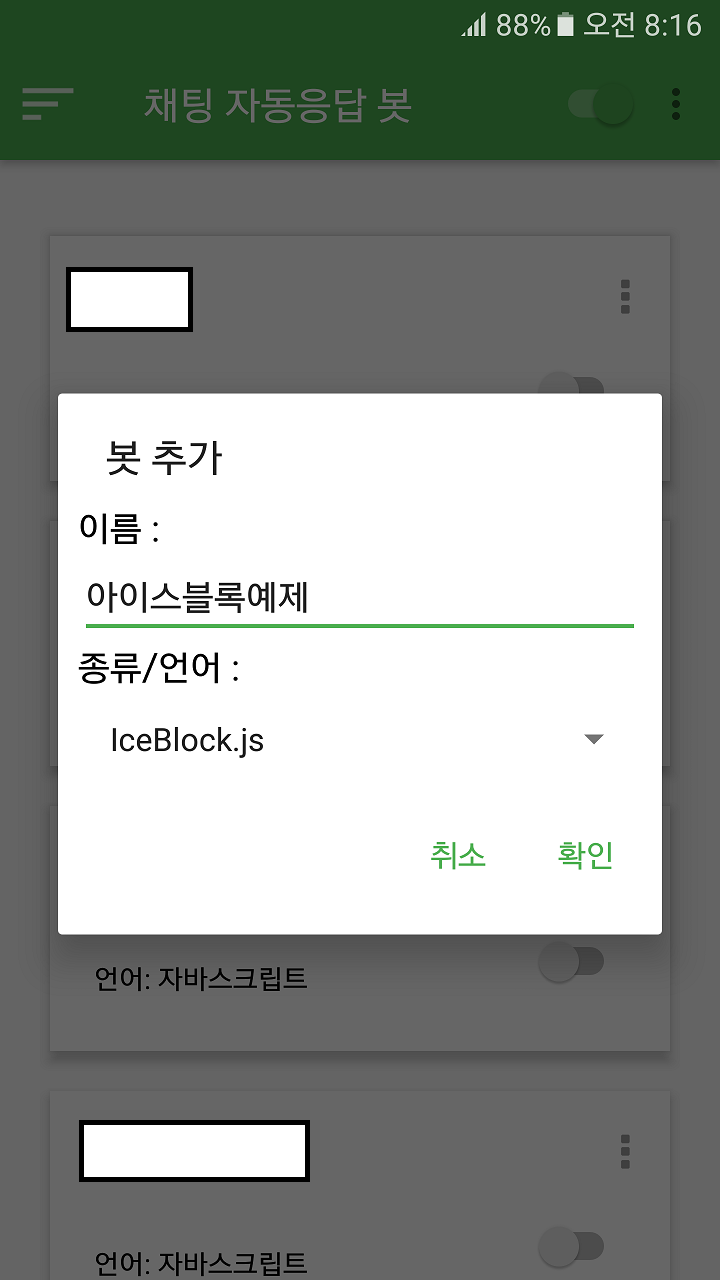 88% 오전 8:16
채팅 자동응답 봇
봇 추가
이름 :
아이스블록예제
종류/언어 :
IceBlock.js
취소 확인
언어: 자바스크립트
언어: 자바스크립트